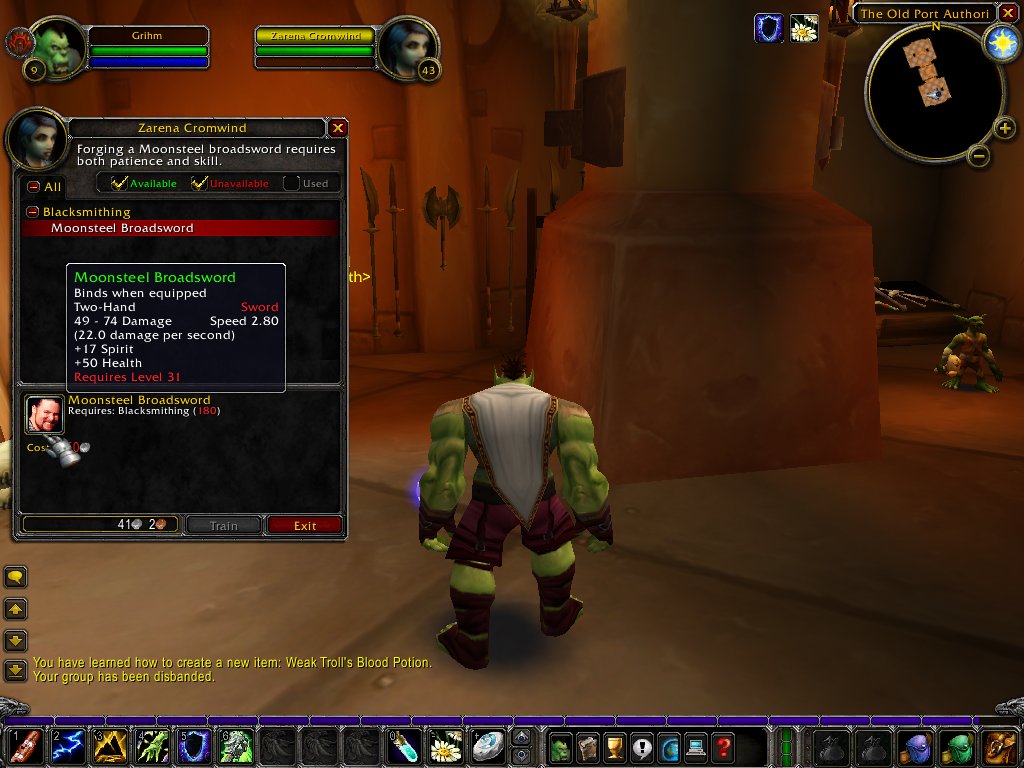 Grihm
9
Zarena Cromwind
43
The Old Port Authori
N
Zarena Cromwind
Forging a Moonsteel broadsword requires
both patience and skill.
All
Available
Unavailable
Used
Blacksmithing
Moonsteel Broadsword
th>
Moonsteel Broadsword
Binds when equipped
Two-Hand Sword
49 - 74 Damage Speed 2.80
(22.0 damage per second)
+17 Spirit
+50 Health
Requires Level 31
Moonsteel Broadsword
Requires: Blacksmithing (180)
41 2
Train
Exit
You have learned how to create a new item: Weak Troll's Blood Potion.
Your group has been disbanded.
1 2 3 4 5 6